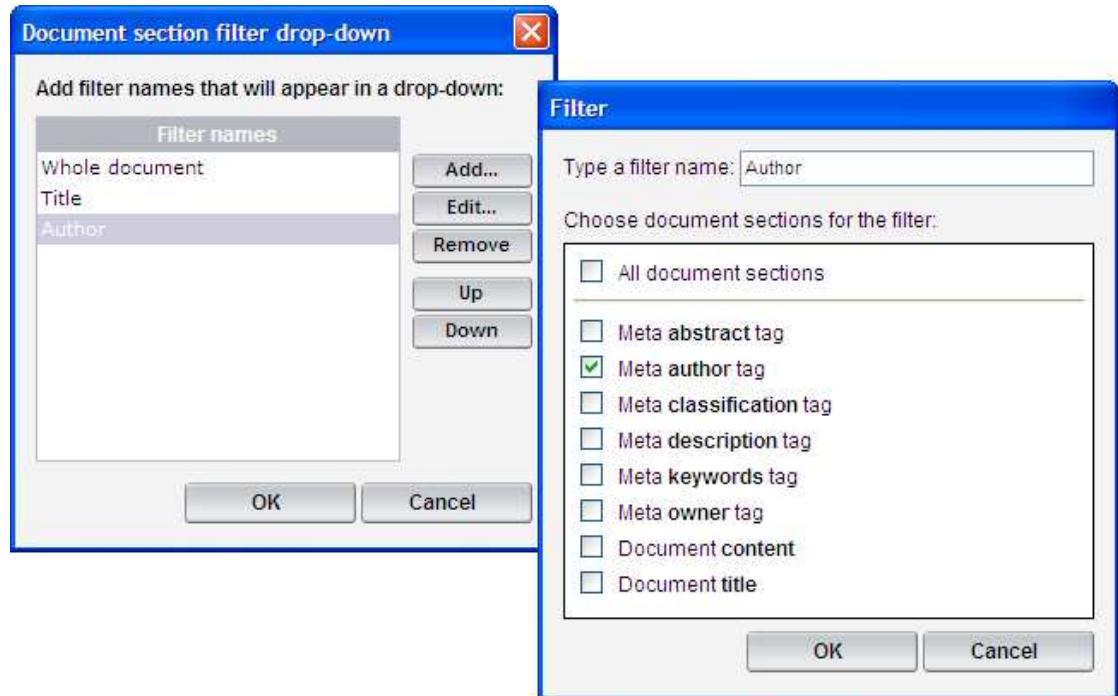 Document section filter drop-down
Add filter names that will appear in a drop-down:
Filter names
Whole document
Title
Author
Add...
Edit...
Remove
Up
Down
OK
Cancel
Filter
Type a filter name: Author
Choose document sections for the filter:
All document sections
Meta abstract tag
Meta author tag
Meta classification tag
Meta description tag
Meta keywords tag
Meta owner tag
Document content
Document title
OK
Cancel